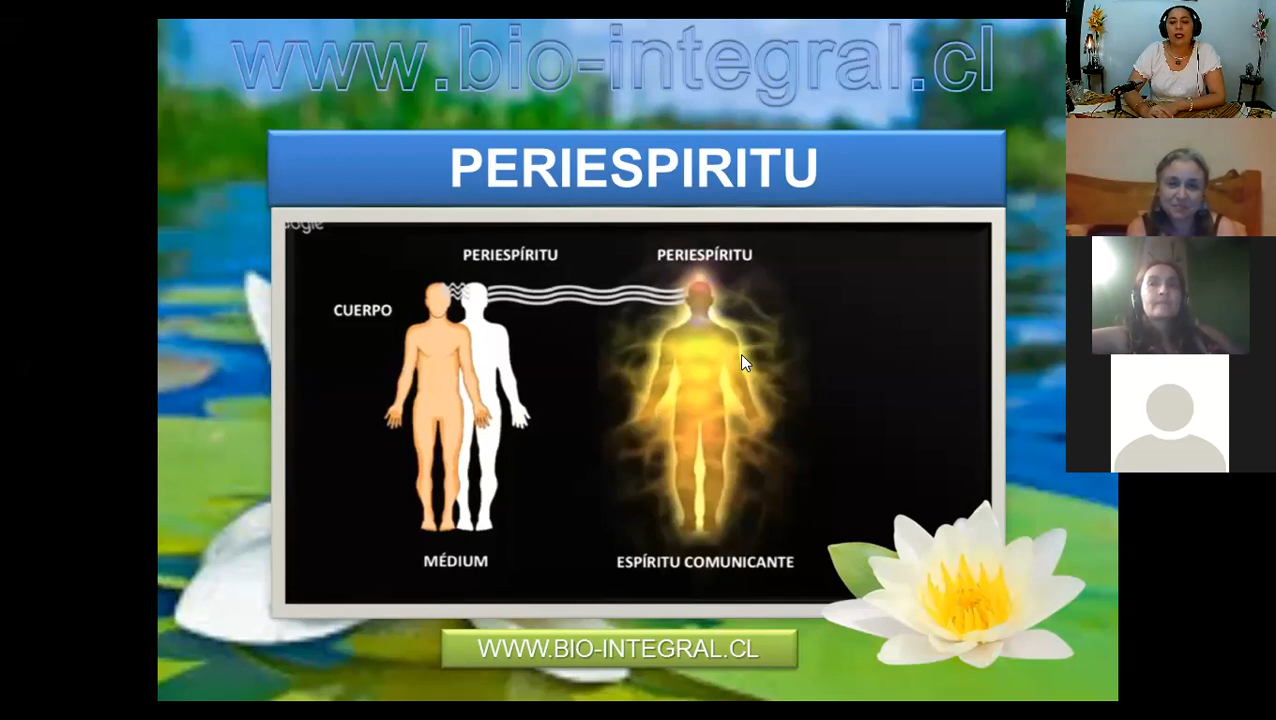 www.bio-integral.cl
PERIESPIRITU
PERIESPÍRITU PERIESPÍRITU
CUERPO
MÉDIUM ESPÍRITU COMUNICANTE
WWW.BIO-INTEGRAL.CL